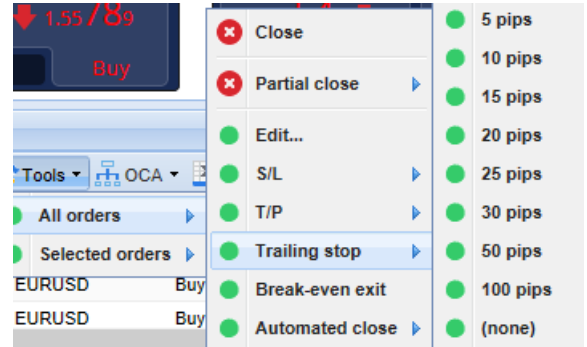 1.55789
Buy
Tools
OCA
All orders
Selected orders
EURUSD Buy
EURUSD Buy
Close
Partial close
Edit...
S/L
T/P
Trailing stop
Break-even exit
Automated close
5 pips
10 pips
15 pips
20 pips
25 pips
30 pips
50 pips
100 pips
(none)